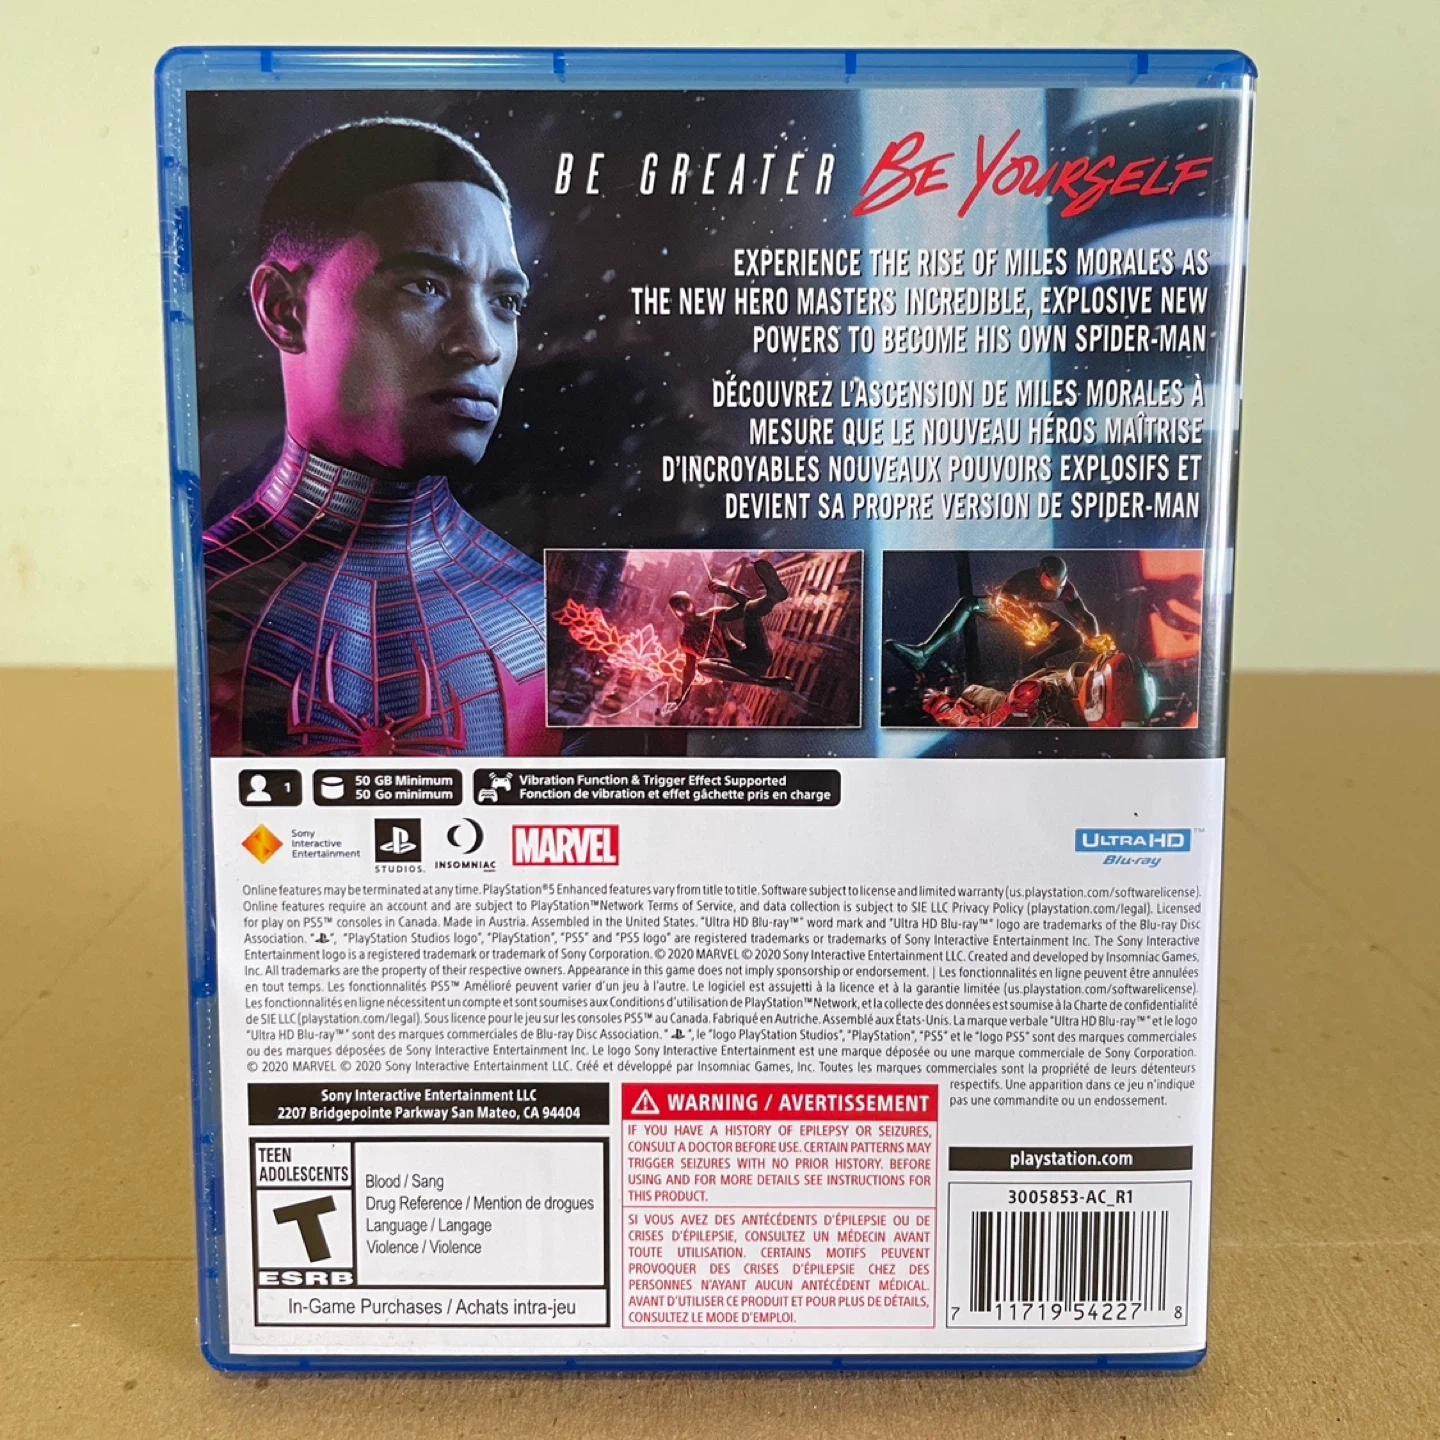 BE GREATER BE YOURSELF
EXPERIENCE THE RISE OF MILES MORALES AS
THE NEW HERO MASTERS INCREDIBLE, EXPLOSIVE NEW
POWERS TO BECOME HIS OWN SPIDER-MAN
DÉCOUVREZ L'ASCENSION DE MILES MORALES À
MESURE QUE LE NOUVEAU HÉROS MAÎTRISE
D'INCROYABLES NOUVEAUX POUVOIRS EXPLOSIFS ET
DEVIENT SA PROPRE VERSION DE SPIDER-MAN
1
50 GB Minimum
50 Go minimum
Vibration Function & Trigger Effect Supported
Fonction de vibration et effet gâchette pris en charge
Sony
Interactive
Entertainment
STUDIOS
INSOMNIAC
MARVEL
ULTRA HD
Blu-ray
Online features may be terminated at any time. PlayStation®5 Enhanced features vary from title to title. Software subject to license and limited warranty (us.playstation.com/softwarelicense).
Online features require an account and are subject to PlayStation™Network Terms of Service, and data collection is subject to SIE LLC Privacy Policy (playstation.com/legal). Licensed
for play on PS5™ consoles in Canada. Made in Austria. Assembled in the United States. "Ultra HD Blu-ray™" word mark and "Ultra HD Blu-ray™" logo are trademarks of the Blu-ray Disc
Association. "", "PlayStation Studios logo", "PlayStation", "PS5" and "PS5 logo" are registered trademarks or trademarks of Sony Interactive Entertainment Inc. The Sony Interactive
Entertainment logo is a registered trademark or trademark of Sony Corporation. © 2020 MARVEL © 2020 Sony Interactive Entertainment LLC. Created and developed by Insomniac Games,
Inc. All trademarks are the property of their respective owners. Appearance in this game does not imply sponsorship or endorsement. | Les fonctionnalités en ligne peuvent être annulées
en tout temps. Les fonctionnalités PS5™ Amélioré peuvent varier d'un jeu à l'autre. Le logiciel est assujetti à la licence et à la garantie limitée (us.playstation.com/softwarelicense).
Les fonctionnalités en ligne nécessitent un compte et sont soumises aux Conditions d'utilisation de PlayStation™Network, et la collecte des données est soumise à la Charte de confidentialité
de SIE LLC (playstation.com/legal). Sous licence pour le jeu sur les consoles PS5™ au Canada. Fabriqué en Autriche. Assemblé aux États-Unis. La marque verbale "Ultra HD Blu-ray™" et le logo
"Ultra HD Blu-ray™" sont des marques commerciales de Blu-ray Disc Association. "", le "logo PlayStation Studios", "PlayStation", "PS5" et le "logo PS5" sont des marques commerciales
ou des marques déposées de Sony Interactive Entertainment Inc. Le logo Sony Interactive Entertainment est une marque déposée ou une marque commerciale de Sony Corporation.
© 2020 MARVEL © 2020 Sony Interactive Entertainment LLC. Créé et développé par Insomniac Games, Inc. Toutes les marques commerciales sont la propriété de leurs détenteurs
respectifs. Une apparition dans ce jeu n'indique
pas une commandite ou un endossement.
Sony Interactive Entertainment LLC
2207 Bridgepointe Parkway San Mateo, CA 94404
TEEN
ADOLESCENTS
T
ESRB
Blood / Sang
Drug Reference / Mention de drogues
Language / Langage
Violence / Violence
In-Game Purchases / Achats intra-jeu
WARNING / AVERTISSEMENT
IF YOU HAVE A HISTORY OF EPILEPSY OR SEIZURES,
CONSULT A DOCTOR BEFORE USE. CERTAIN PATTERNS MAY
TRIGGER SEIZURES WITH NO PRIOR HISTORY. BEFORE
USING AND FOR MORE DETAILS SEE INSTRUCTIONS FOR
THIS PRODUCT.
SI VOUS AVEZ DES ANTÉCÉDENTS D'ÉPILEPSIE OU DE
CRISES D'ÉPILEPSIE, CONSULTEZ UN MÉDECIN AVANT
TOUTE UTILISATION. CERTAINS MOTIFS PEUVENT
PROVOQUER DES CRISES D'ÉPILEPSIE CHEZ DES
PERSONNES N'AYANT AUCUN ANTÉCÉDENT MÉDICAL.
AVANT D'UTILISER CE PRODUIT ET POUR PLUS DE DÉTAILS,
CONSULTEZ LE MODE D'EMPLOI.
playstation.com
3005853-AC_R1
7 11719 54227 8